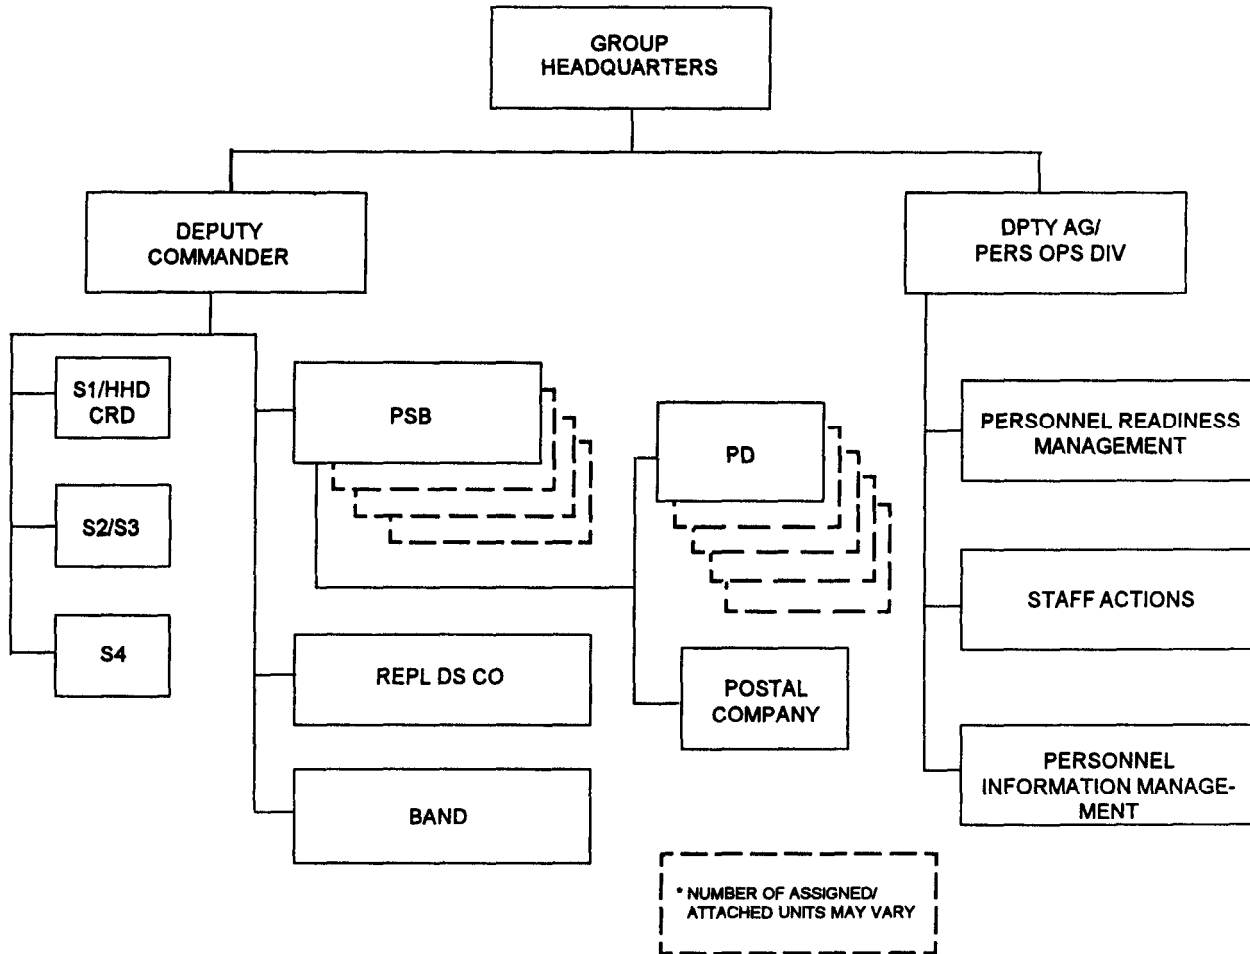 GROUP
HEADQUARTERS
DEPUTY
COMMANDER
DPTY AG/
PERS OPS DIV
S1/HHD
CRD
S2/S3
S4
PSB
REPL DS CO
BAND
PD
POSTAL
COMPANY
PERSONNEL READINESS
MANAGEMENT
STAFF ACTIONS
PERSONNEL
INFORMATION MANAGE-
MENT
* NUMBER OF ASSIGNED/
ATTACHED UNITS MAY VARY